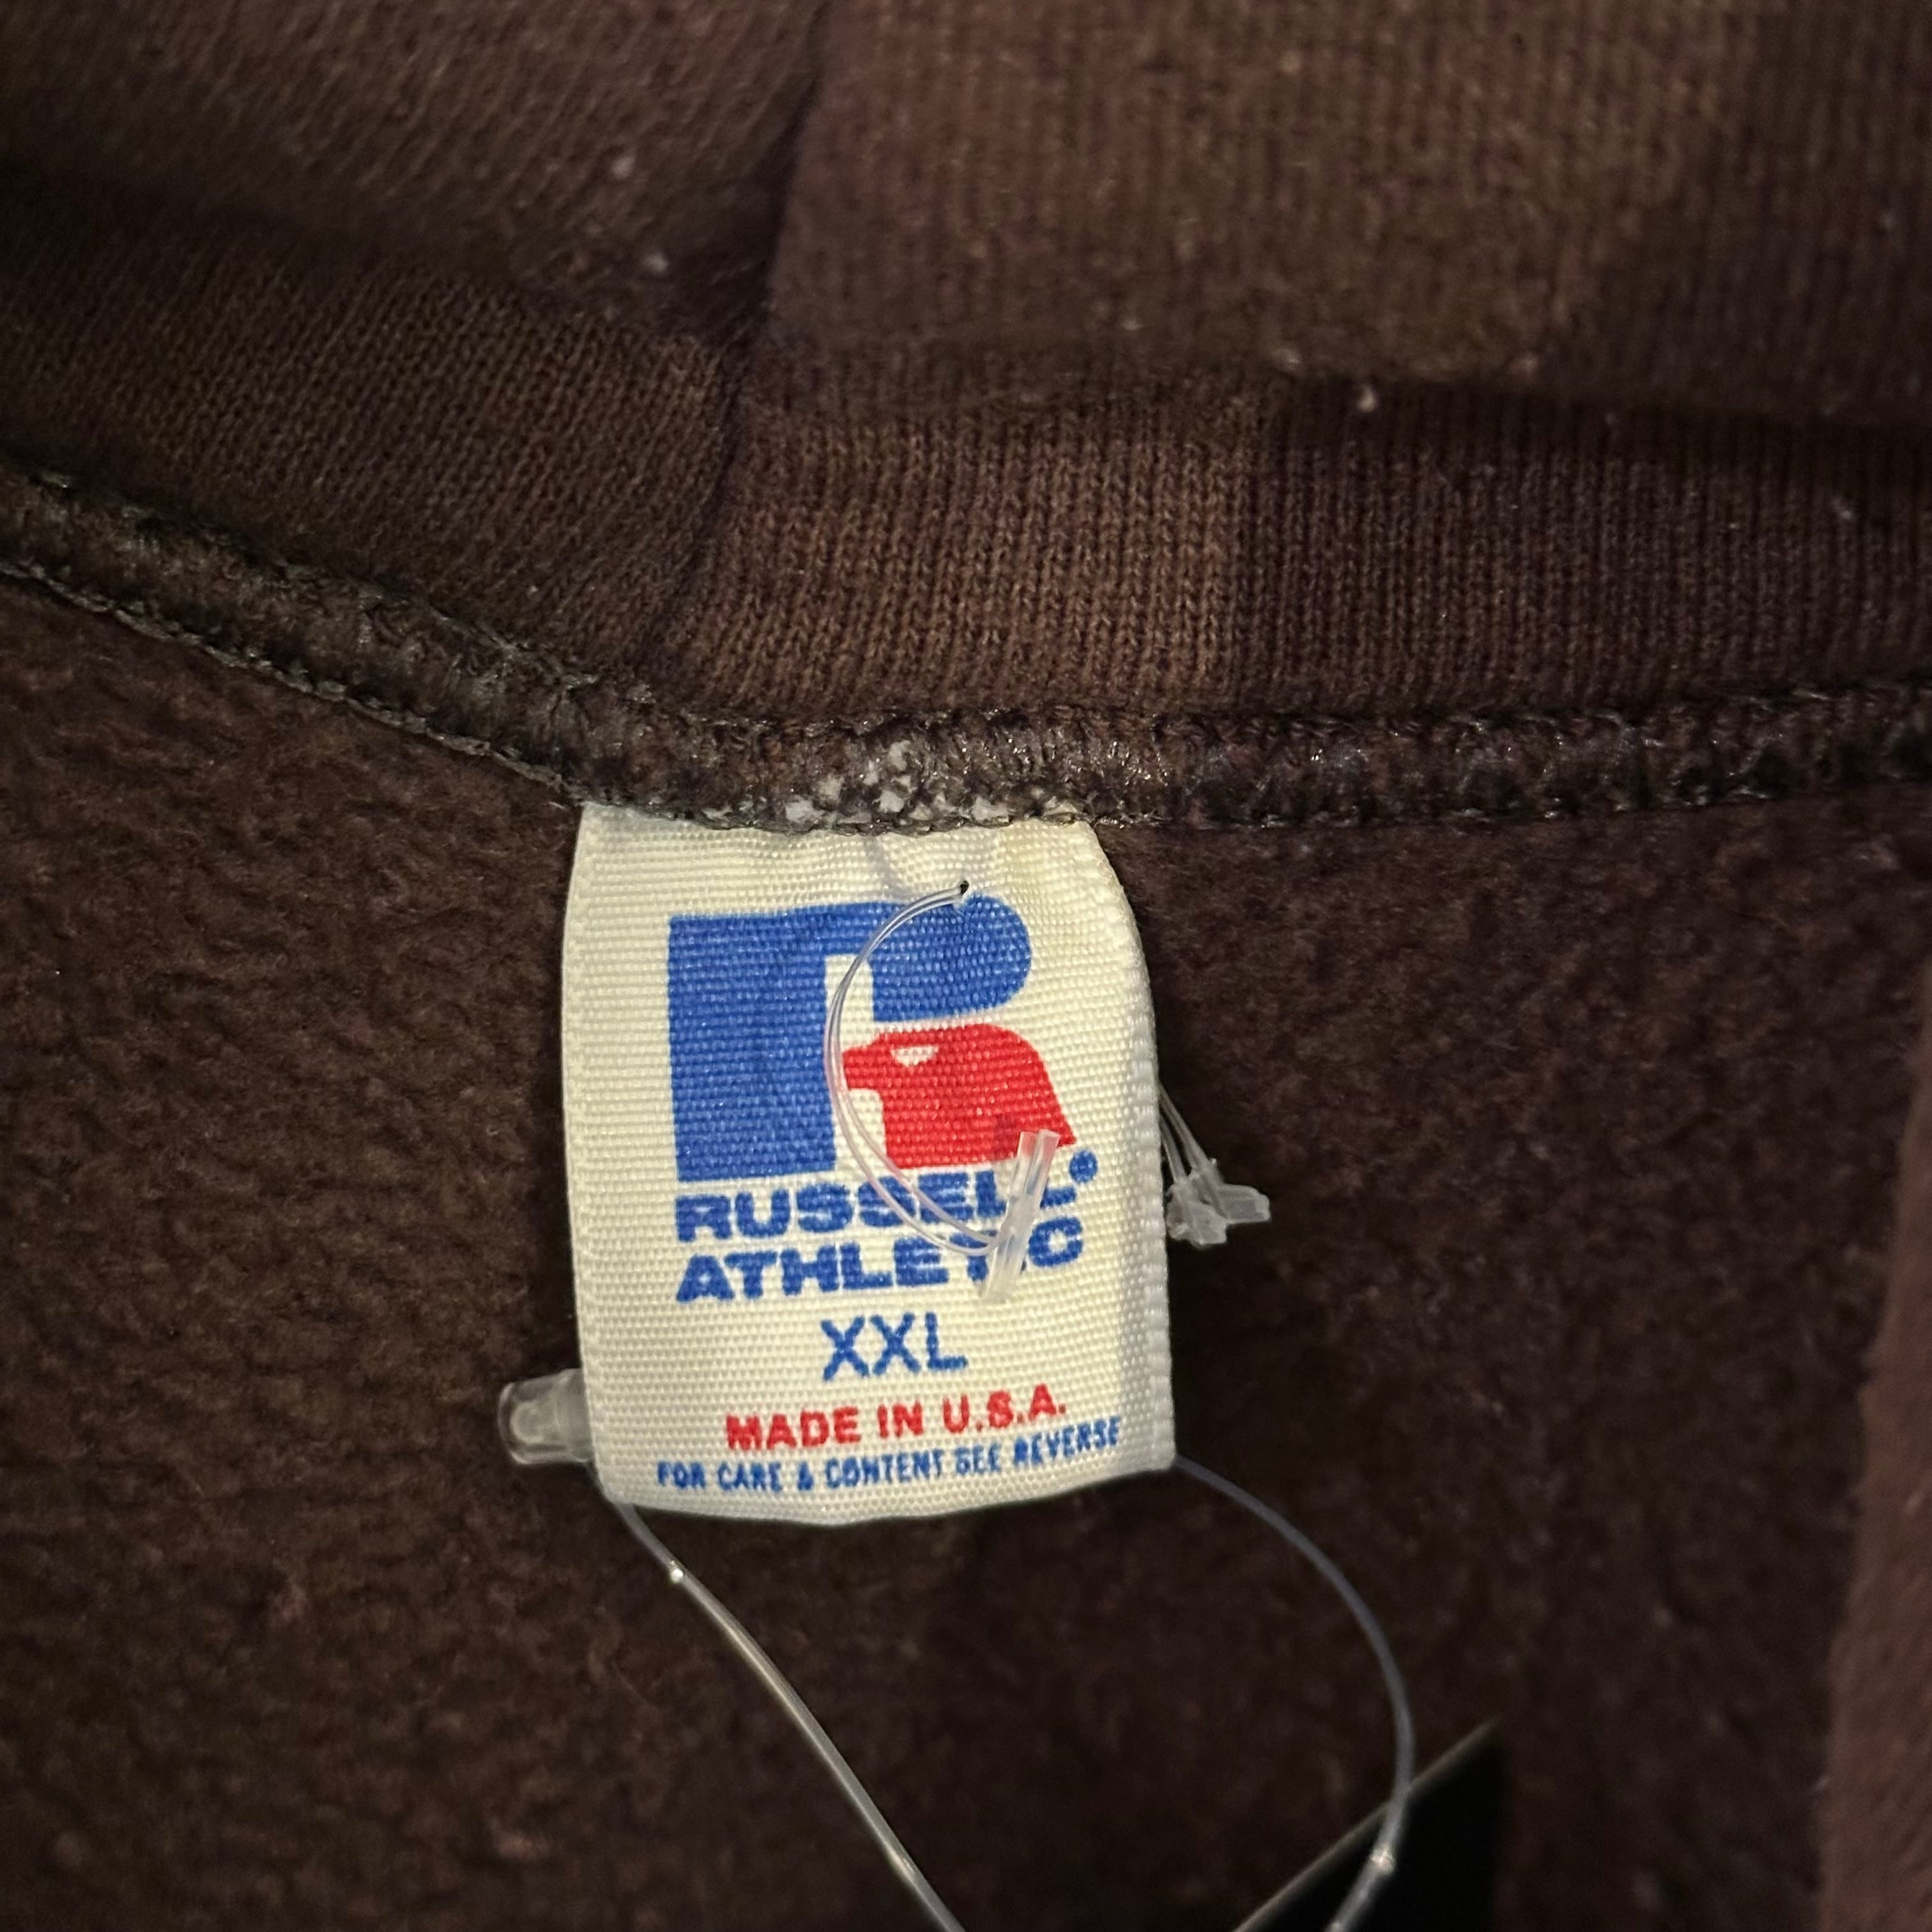 RUSSELL®
ATHLETIC
XXL
MADE IN U.S.A.
FOR CARE & CONTENT SEE REVERSE